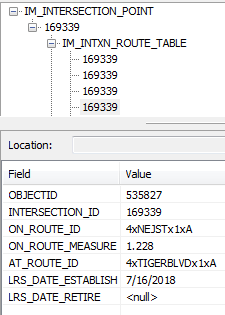 IM_INTERSECTION_POINT
169339
IM_INTXN_ROUTE_TABLE
169339
169339
169339
169339
Location:
Field Value
OBJECTID 535827
INTERSECTION_ID 169339
ON_ROUTE_ID 4xNEJSTx1xA
ON_ROUTE_MEASURE 1.228
AT_ROUTE_ID 4xTIGERBLVDx1xA
LRS_DATE_ESTABLISH 7/16/2018
LRS_DATE_RETIRE <null>